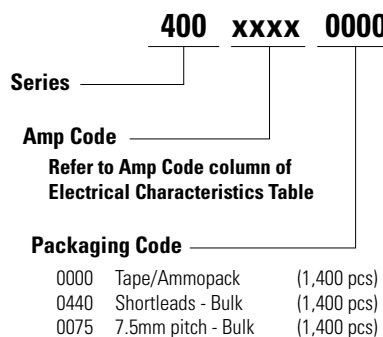 400 xxxx 0000
Series
Amp Code
Refer to Amp Code column of
Electrical Characteristics Table
Packaging Code
0000 Tape/Ammopack (1,400 pcs)
0440 Shortleads - Bulk (1,400 pcs)
0075 7.5mm pitch - Bulk (1,400 pcs)